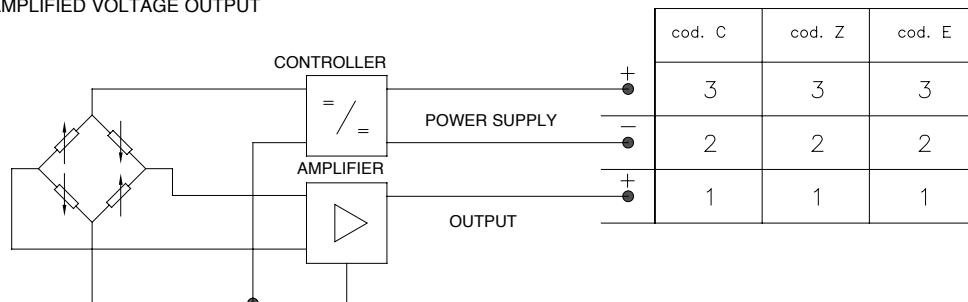 AMPLIFIED VOLTAGE OUTPUT
cod. C cod. Z cod. E
CONTROLLER
+ 3 3 3
= / =
POWER SUPPLY
− 2 2 2
AMPLIFIER
+ 1 1 1
OUTPUT